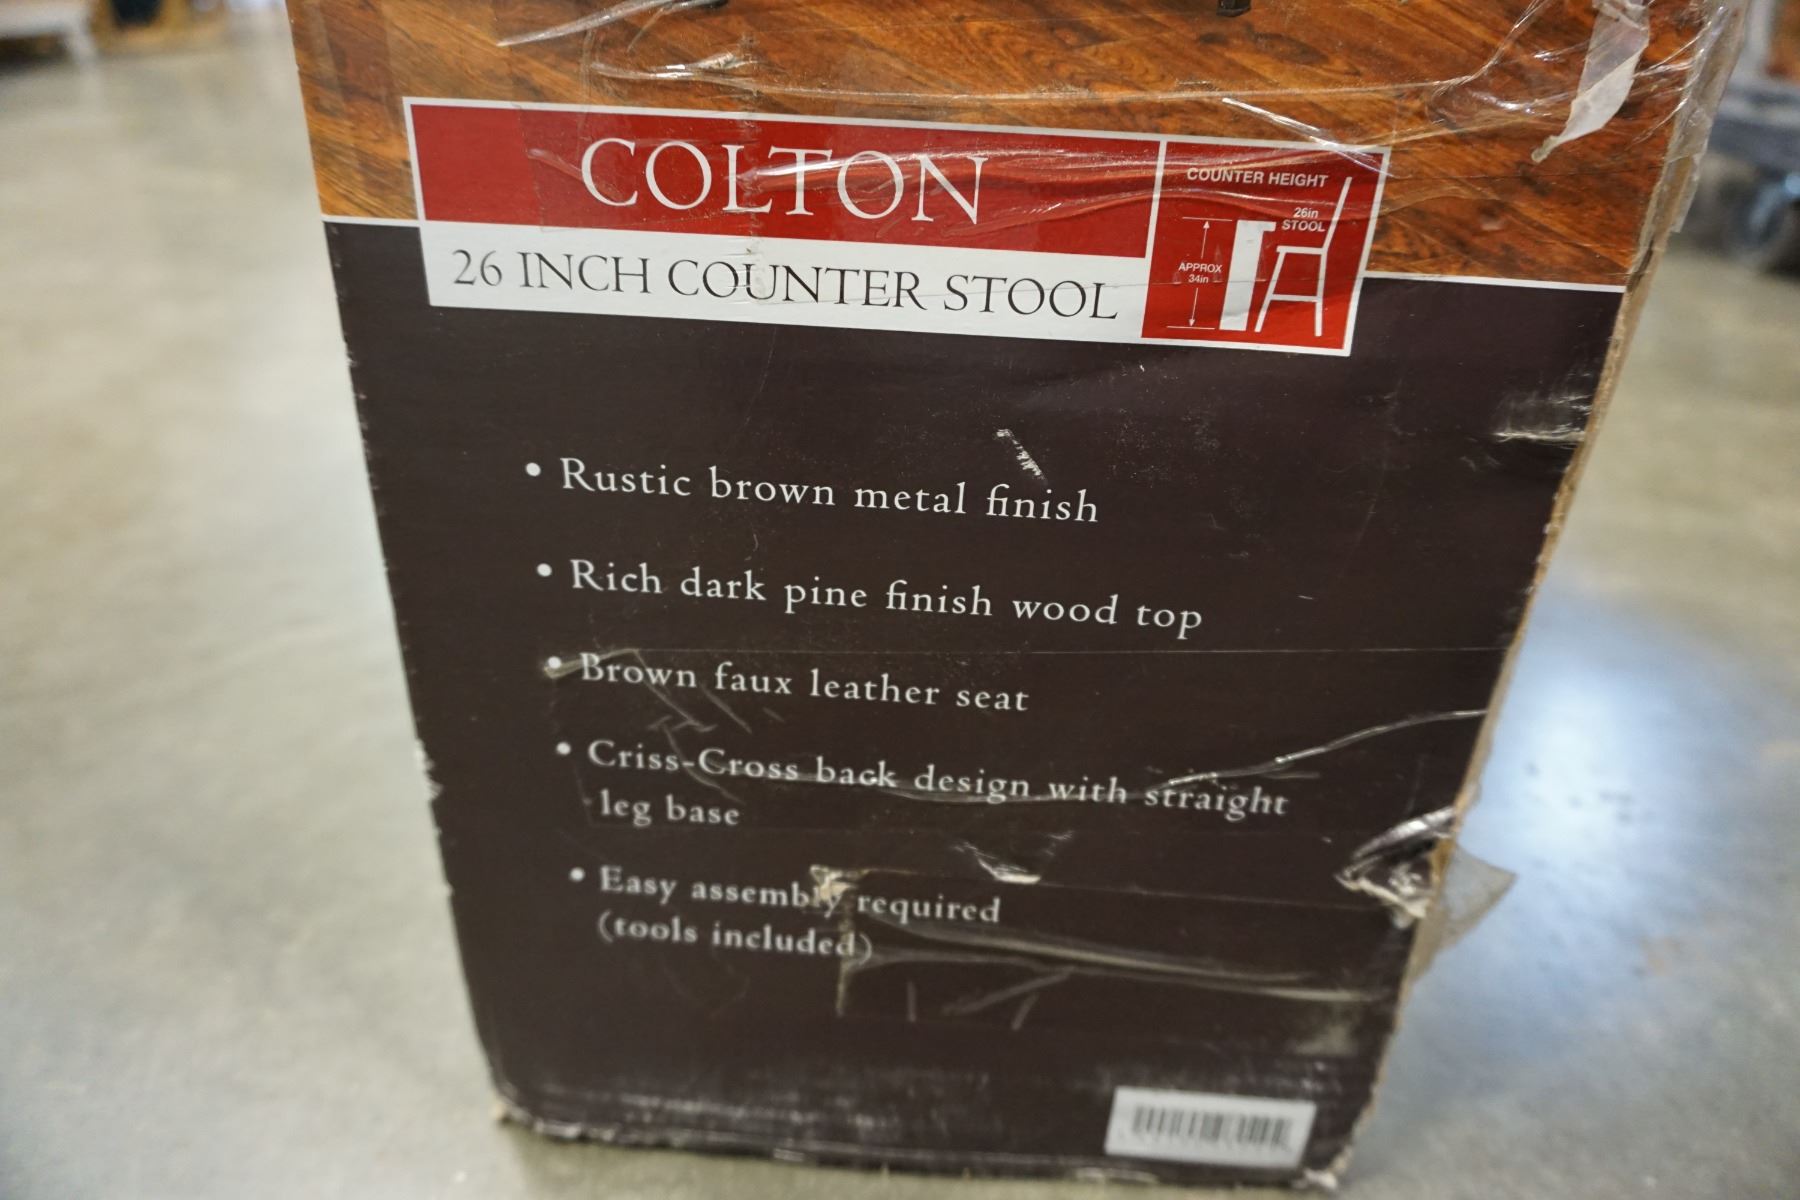 COLTON
26 INCH COUNTER STOOL
COUNTER HEIGHT
26in
STOOL
APPROX
34in
• Rustic brown metal finish
• Rich dark pine finish wood top
• Brown faux leather seat
• Criss-Cross back design with straight
leg base
• Easy assembly required
(tools included)